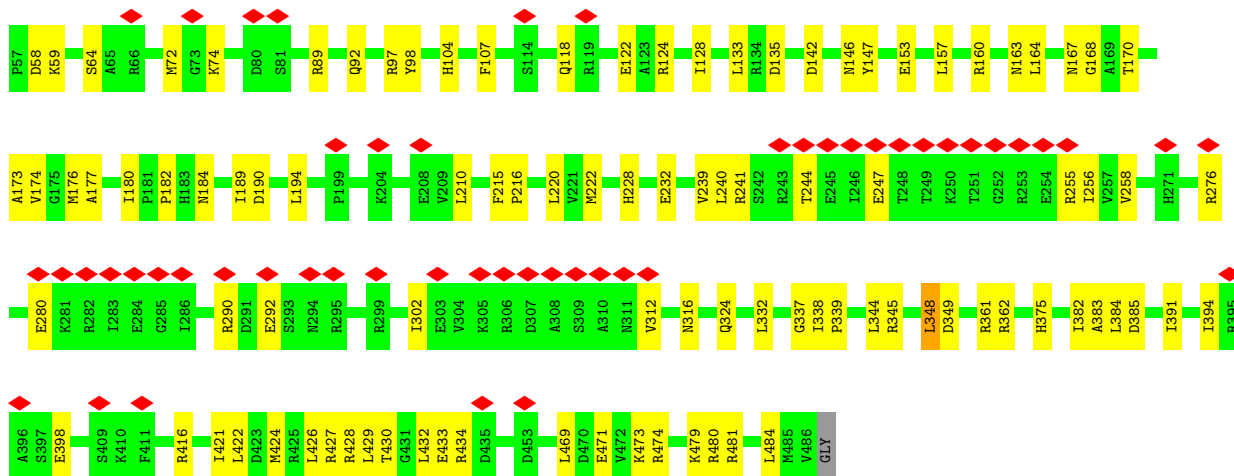 P57 D58 K59 S64 A65 R66 M72 G73 K74 D80 S81 R89 Q92 R97 Y98 H104 F107 S114 Q118 R119 E122 A123 R124 I128 L133 R134 D135 D142 N146 Y147 E153 L157 R160 N163 L164 N167 G168 A169 T170
A173 V174 G175 M176 A177 I180 P181 P182 H183 N184 I189 D190 L194 P199 K204 E208 V209 L210 F215 P216 L220 V221 M222 H228 E232 V239 L240 R241 S242 R243 T244 E245 I246 E247 T248 T249 K250 T251 G252 R253 E254 R255 I256 V257 V258 H271 R276
E280 K281 R282 I283 E284 G285 I286 R290 D291 E292 S293 N294 R295 R299 I302 E303 V304 K305 R306 D307 A308 S309 A310 N311 V312 N316 Q324 L332 G337 I338 P339 L344 R345 L348 D349 R361 R362 H375 I382 A383 L384 D385 I391 I394 R395
A396 S397 E398 S409 K410 F411 R416 I421 L422 D423 M424 R425 L426 R427 R428 L429 T430 G431 L432 E433 R434 D435 D453 L469 D470 E471 V472 K473 R474 K479 R480 R481 L484 M485 V486 GLY